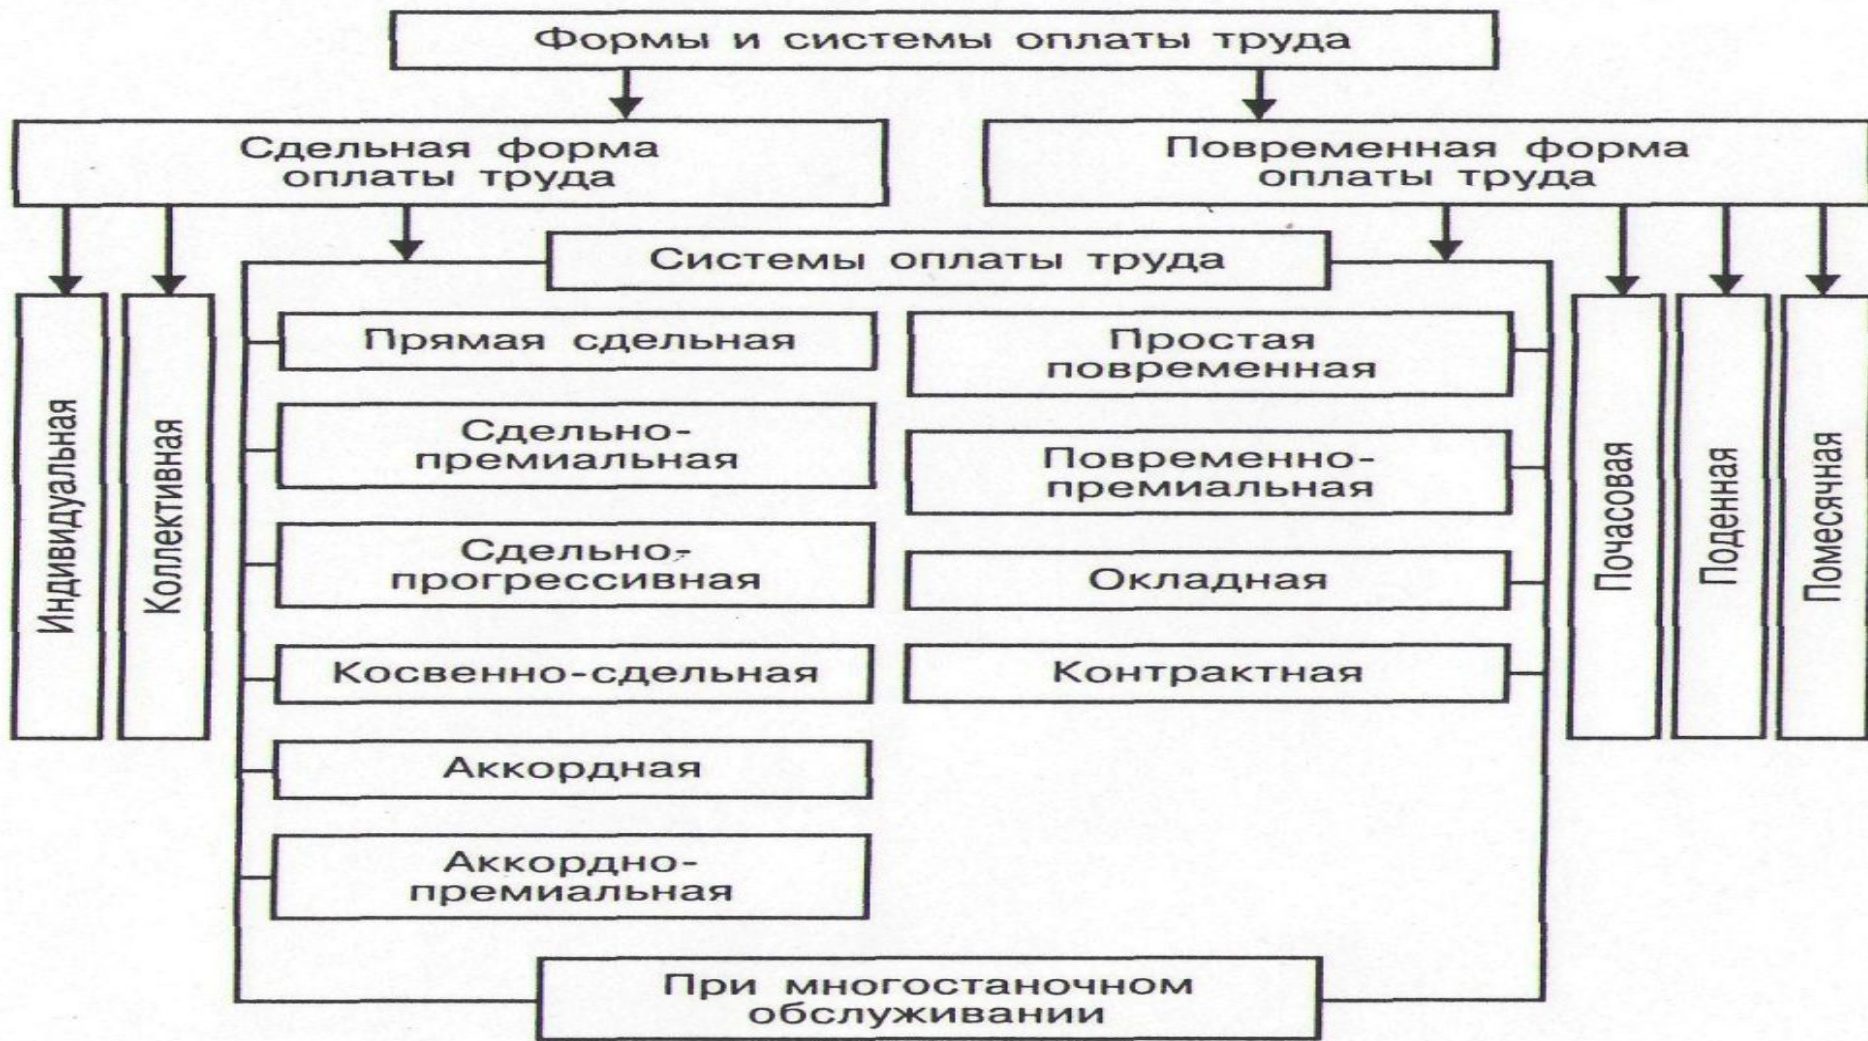 Формы и системы оплаты труда
Сдельная форма
оплаты труда
Повременная форма
оплаты труда
Системы оплаты труда
Индивидуальная
Коллективная
Прямая сдельная
Сдельно-
премиальная
Сдельно-
прогрессивная
Косвенно-сдельная
Аккордная
Аккордно-
премиальная
Простая
повременная
Повременно-
премиальная
Окладная
Контрактная
Почасовая
Поденная
Помесячная
При многостаночном
обслуживании